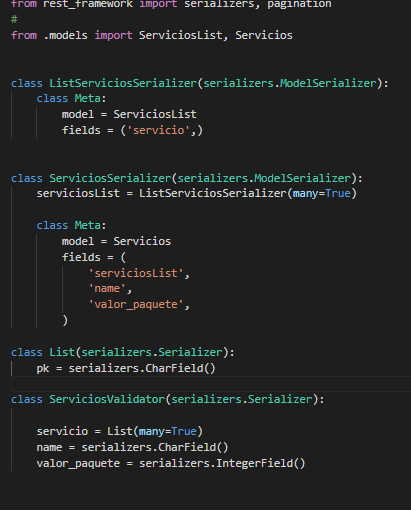 from rest_framework import serializers, pagination
#
from .models import ServiciosList, Servicios
class ListServiciosSerializer(serializers.ModelSerializer):
class Meta:
model = ServiciosList
fields = ('servicio',)
class ServiciosSerializer(serializers.ModelSerializer):
serviciosList = ListServiciosSerializer(many=True)
class Meta:
model = Servicios
fields = (
'serviciosList',
'name',
'valor_paquete',
)
class List(serializers.Serializer):
pk = serializers.CharField()
class ServiciosValidator(serializers.Serializer):
servicio = List(many=True)
name = serializers.CharField()
valor_paquete = serializers.IntegerField()